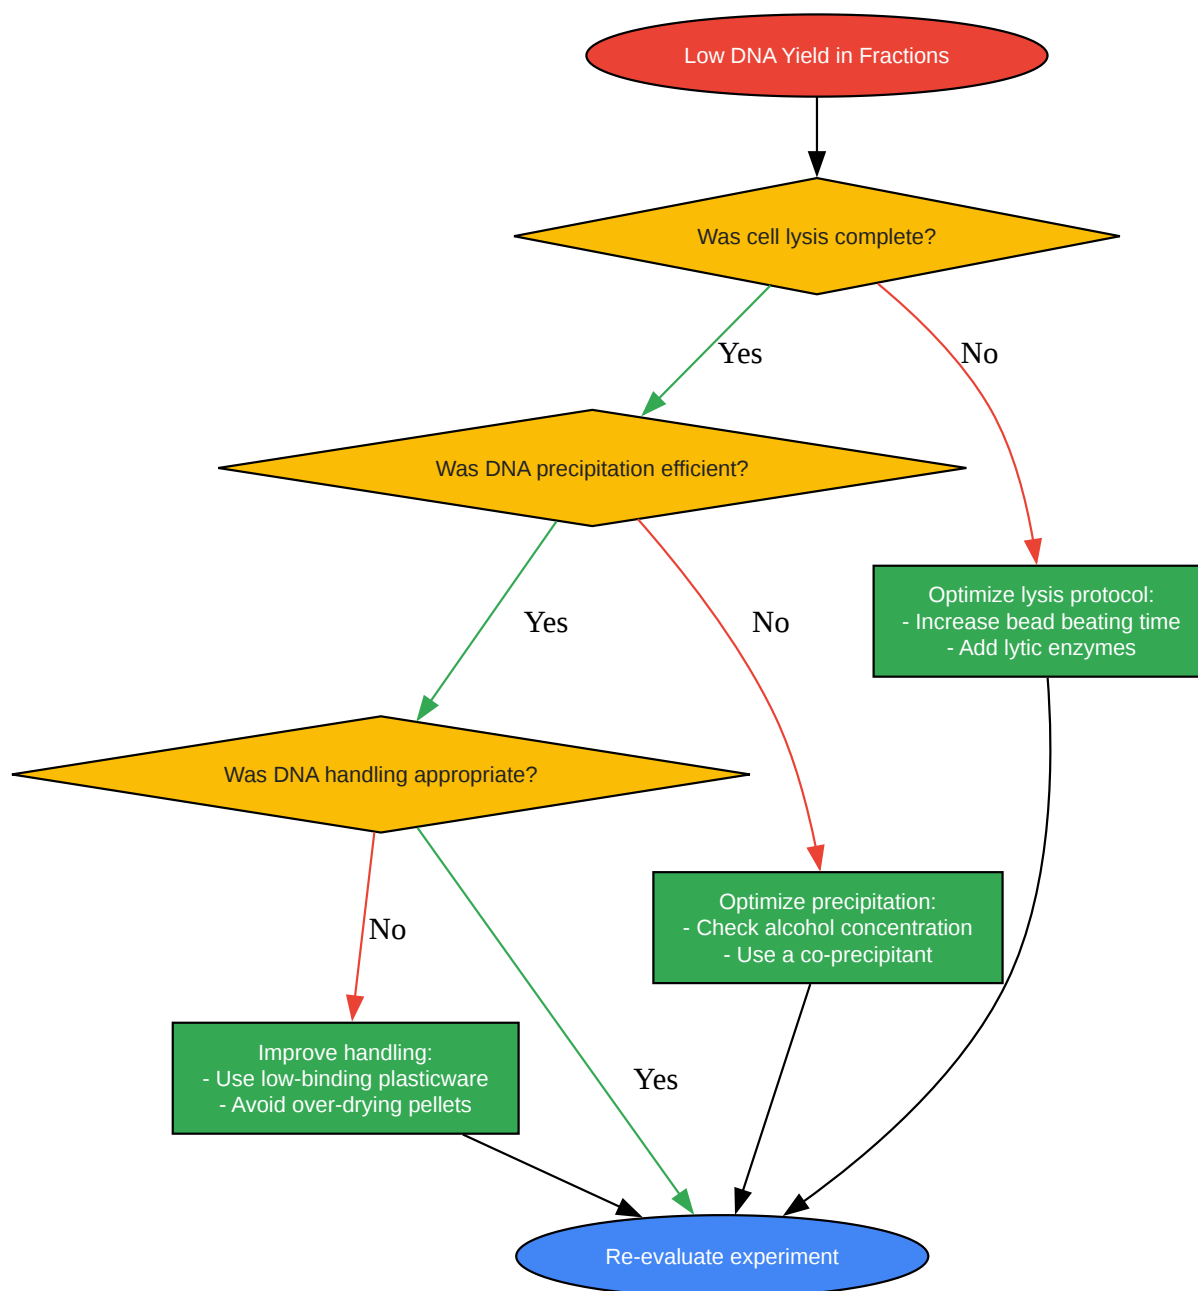 Low DNA Yield in Fractions
Was cell lysis complete?
Yes
No
Was DNA precipitation efficient?
Optimize lysis protocol:
- Increase bead beating time
- Add lytic enzymes
Yes
No
Was DNA handling appropriate?
Optimize precipitation:
- Check alcohol concentration
- Use a co-precipitant
No
Improve handling:
- Use low-binding plasticware
- Avoid over-drying pellets
Yes
Re-evaluate experiment